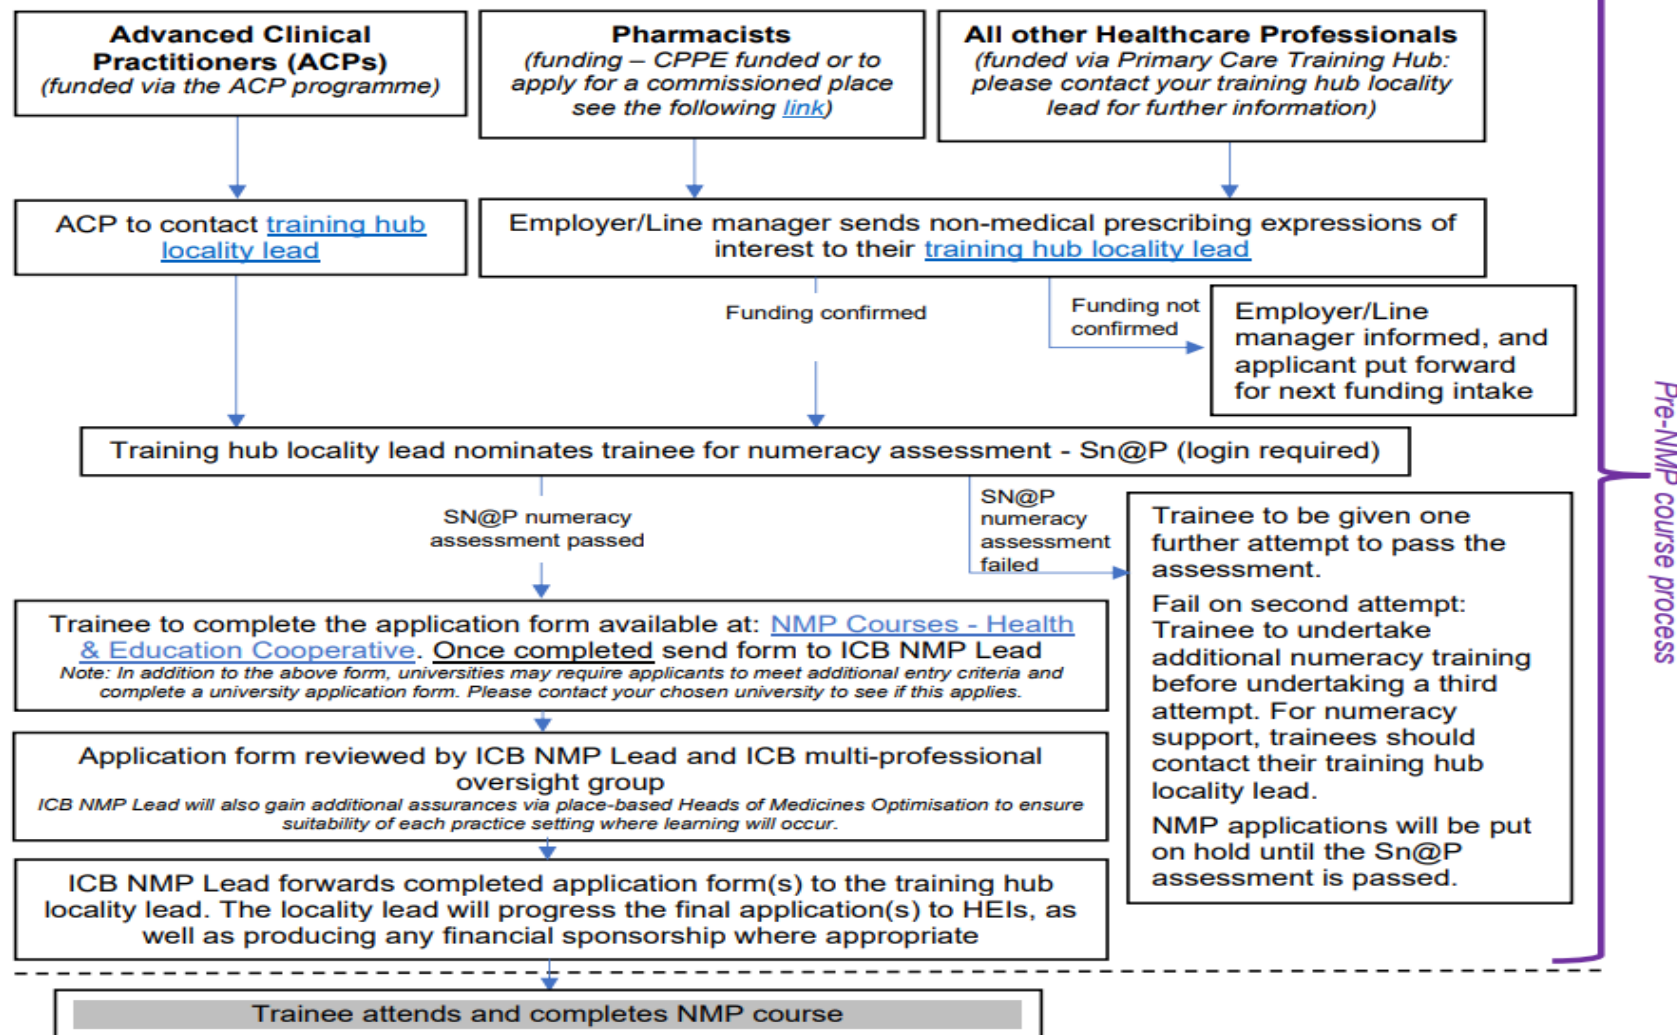 Advanced Clinical
Practitioners (ACPs)
(funded via the ACP programme)
Pharmacists
(funding – CPPE funded or to
apply for a commissioned place
see the following link)
All other Healthcare Professionals
(funded via Primary Care Training Hub:
please contact your training hub locality
lead for further information)
ACP to contact training hub
locality lead
Employer/Line manager sends non-medical prescribing expressions of
interest to their training hub locality lead
Funding confirmed
Funding not
confirmed
Employer/Line
manager informed, and
applicant put forward
for next funding intake
Training hub locality lead nominates trainee for numeracy assessment - Sn@P (login required)
SN@P numeracy
assessment passed
SN@P
numeracy
assessment
failed
Trainee to be given one
further attempt to pass the
assessment.
Fail on second attempt:
Trainee to undertake
additional numeracy training
before undertaking a third
attempt. For numeracy
support, trainees should
contact their training hub
locality lead.
NMP applications will be put
on hold until the Sn@P
assessment is passed.
Trainee to complete the application form available at: NMP Courses - Health
& Education Cooperative. Once completed send form to ICB NMP Lead
Note: In addition to the above form, universities may require applicants to meet additional entry criteria and
complete a university application form. Please contact your chosen university to see if this applies.
Application form reviewed by ICB NMP Lead and ICB multi-professional
oversight group
ICB NMP Lead will also gain additional assurances via place-based Heads of Medicines Optimisation to ensure
suitability of each practice setting where learning will occur.
ICB NMP Lead forwards completed application form(s) to the training hub
locality lead. The locality lead will progress the final application(s) to HEIs, as
well as producing any financial sponsorship where appropriate
Trainee attends and completes NMP course
Pre-NMP course process